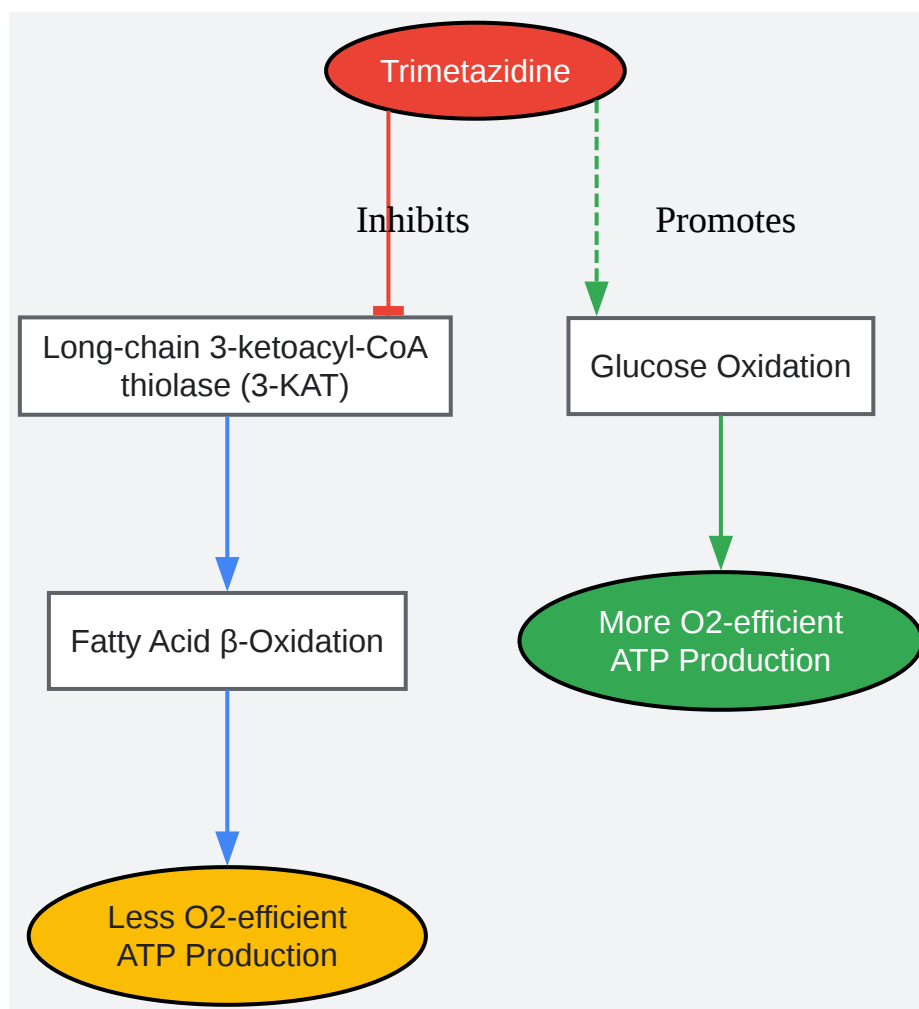 Trimetazidine
Inhibits
Promotes
Long-chain 3-ketoacyl-CoA
thiolase (3-KAT)
Glucose Oxidation
Fatty Acid β-Oxidation
More O2-efficient
ATP Production
Less O2-efficient
ATP Production